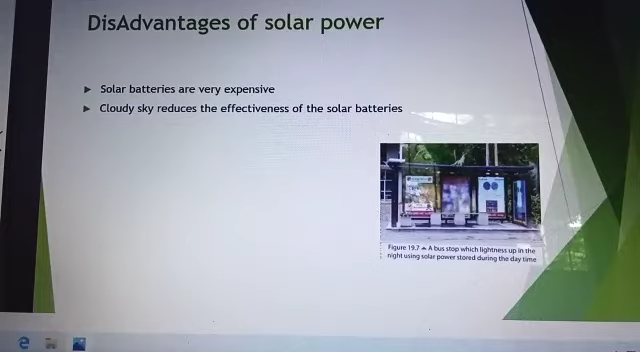 DisAdvantages of solar power
Solar batteries are very expensive
Cloudy sky reduces the effectiveness of the solar batteries
Figure 19.7 A bus stop which lightness up in the
night using solar power stored during the day time